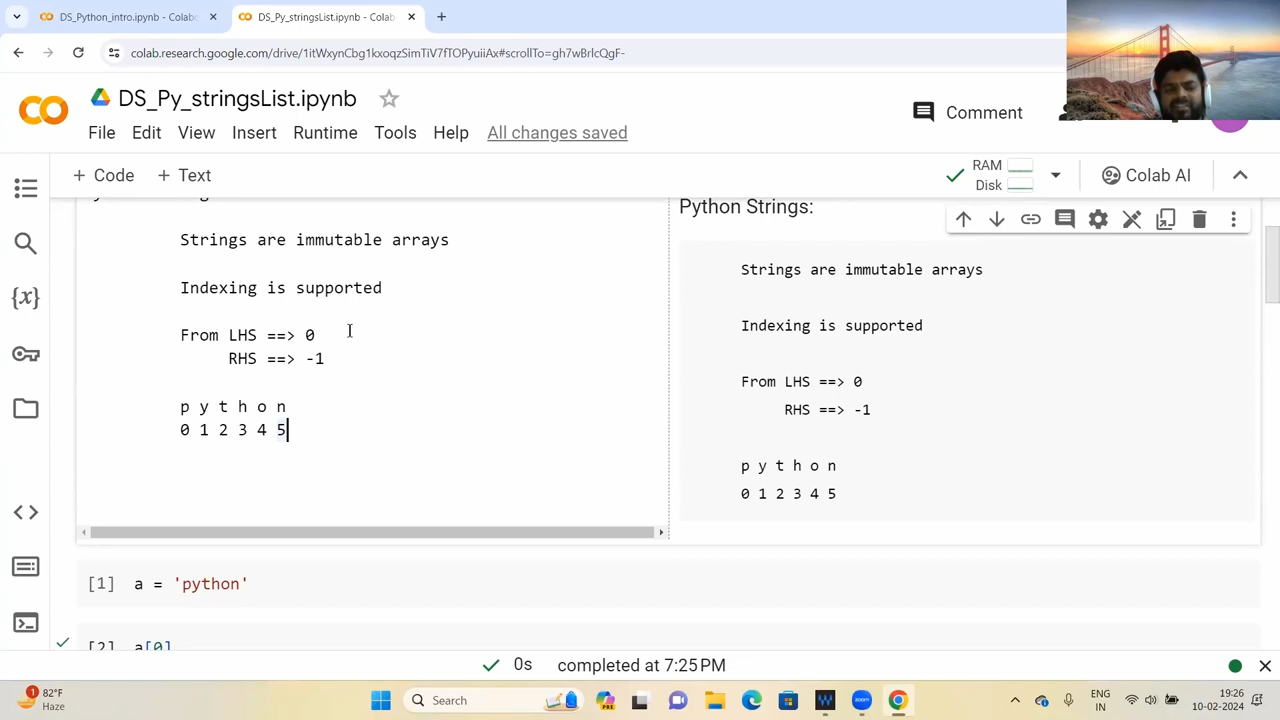 DS_Python_intro.ipynb - Colab
DS_Py_stringsList.ipynb - Colab
colab.research.google.com/drive/1itWxynCbg1kxoqzSimTiV7fTOPyuiiAx#scrollTo=gh7wBrlcQgF-
DS_Py_stringsList.ipynb
File Edit View Insert Runtime Tools Help All changes saved
Comment
+ Code + Text
RAM
Disk
Colab AI
Strings are immutable arrays
Indexing is supported
From LHS ==> 0
RHS ==> -1
p y t h o n
0 1 2 3 4 5
Python Strings:
Strings are immutable arrays
Indexing is supported
From LHS ==> 0
RHS ==> -1
p y t h o n
0 1 2 3 4 5
[1] a = 'python'
[2] a[0]
0s completed at 7:25 PM
1
82°F
Haze
Search
PRE
ENG
IN
19:26
10-02-2024